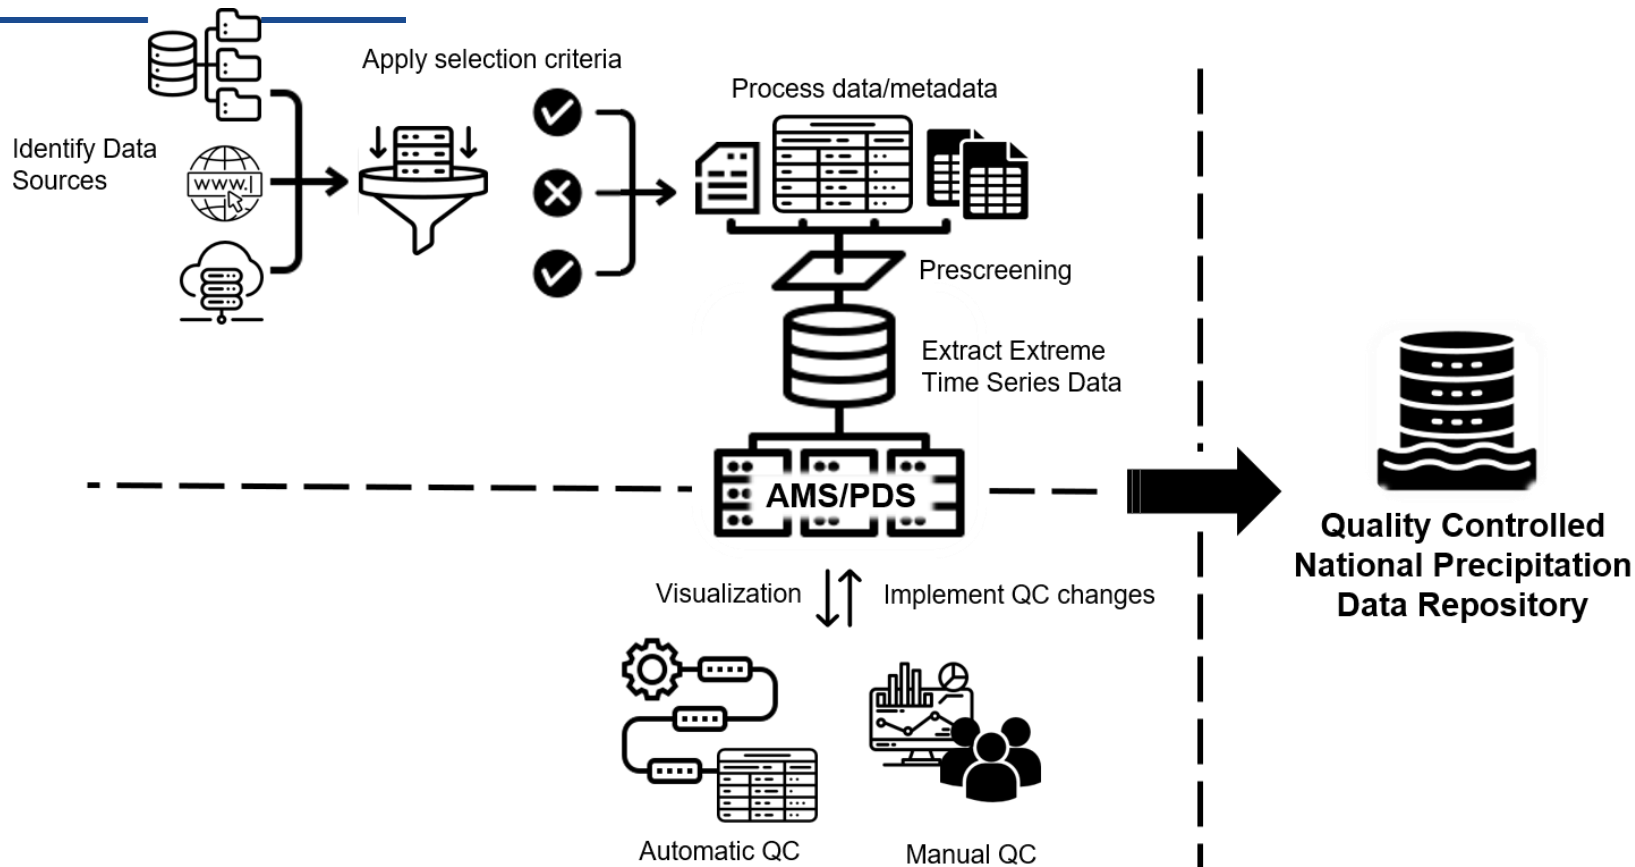 Apply selection criteria
Process data/metadata
Identify Data
Sources
www.|
Prescreening
Extract Extreme
Time Series Data
AMS/PDS
Quality Controlled
National Precipitation
Data Repository
Visualization
Implement QC changes
Automatic QC
Manual QC